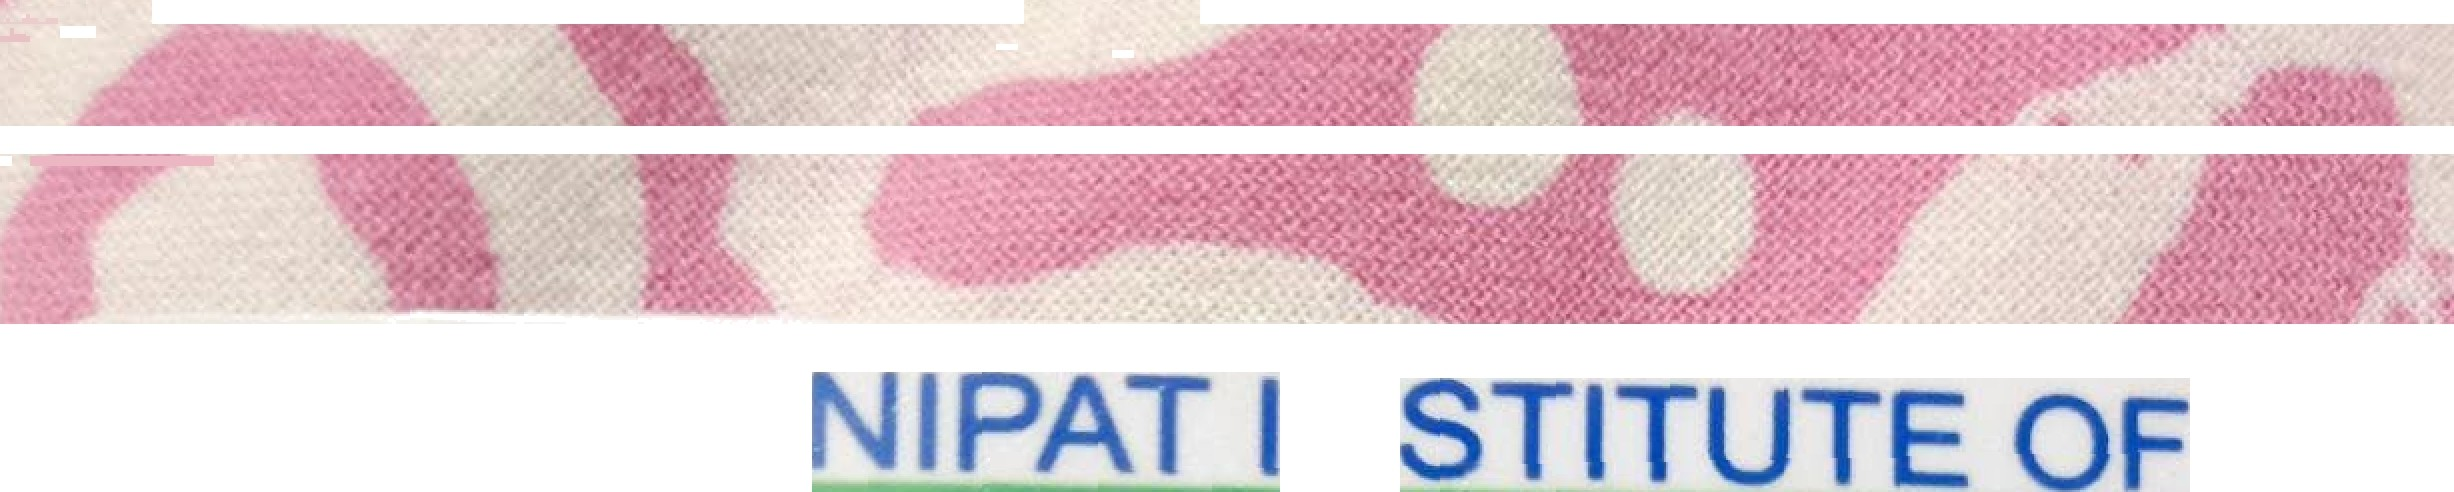 NIPAT I STITUTE OF